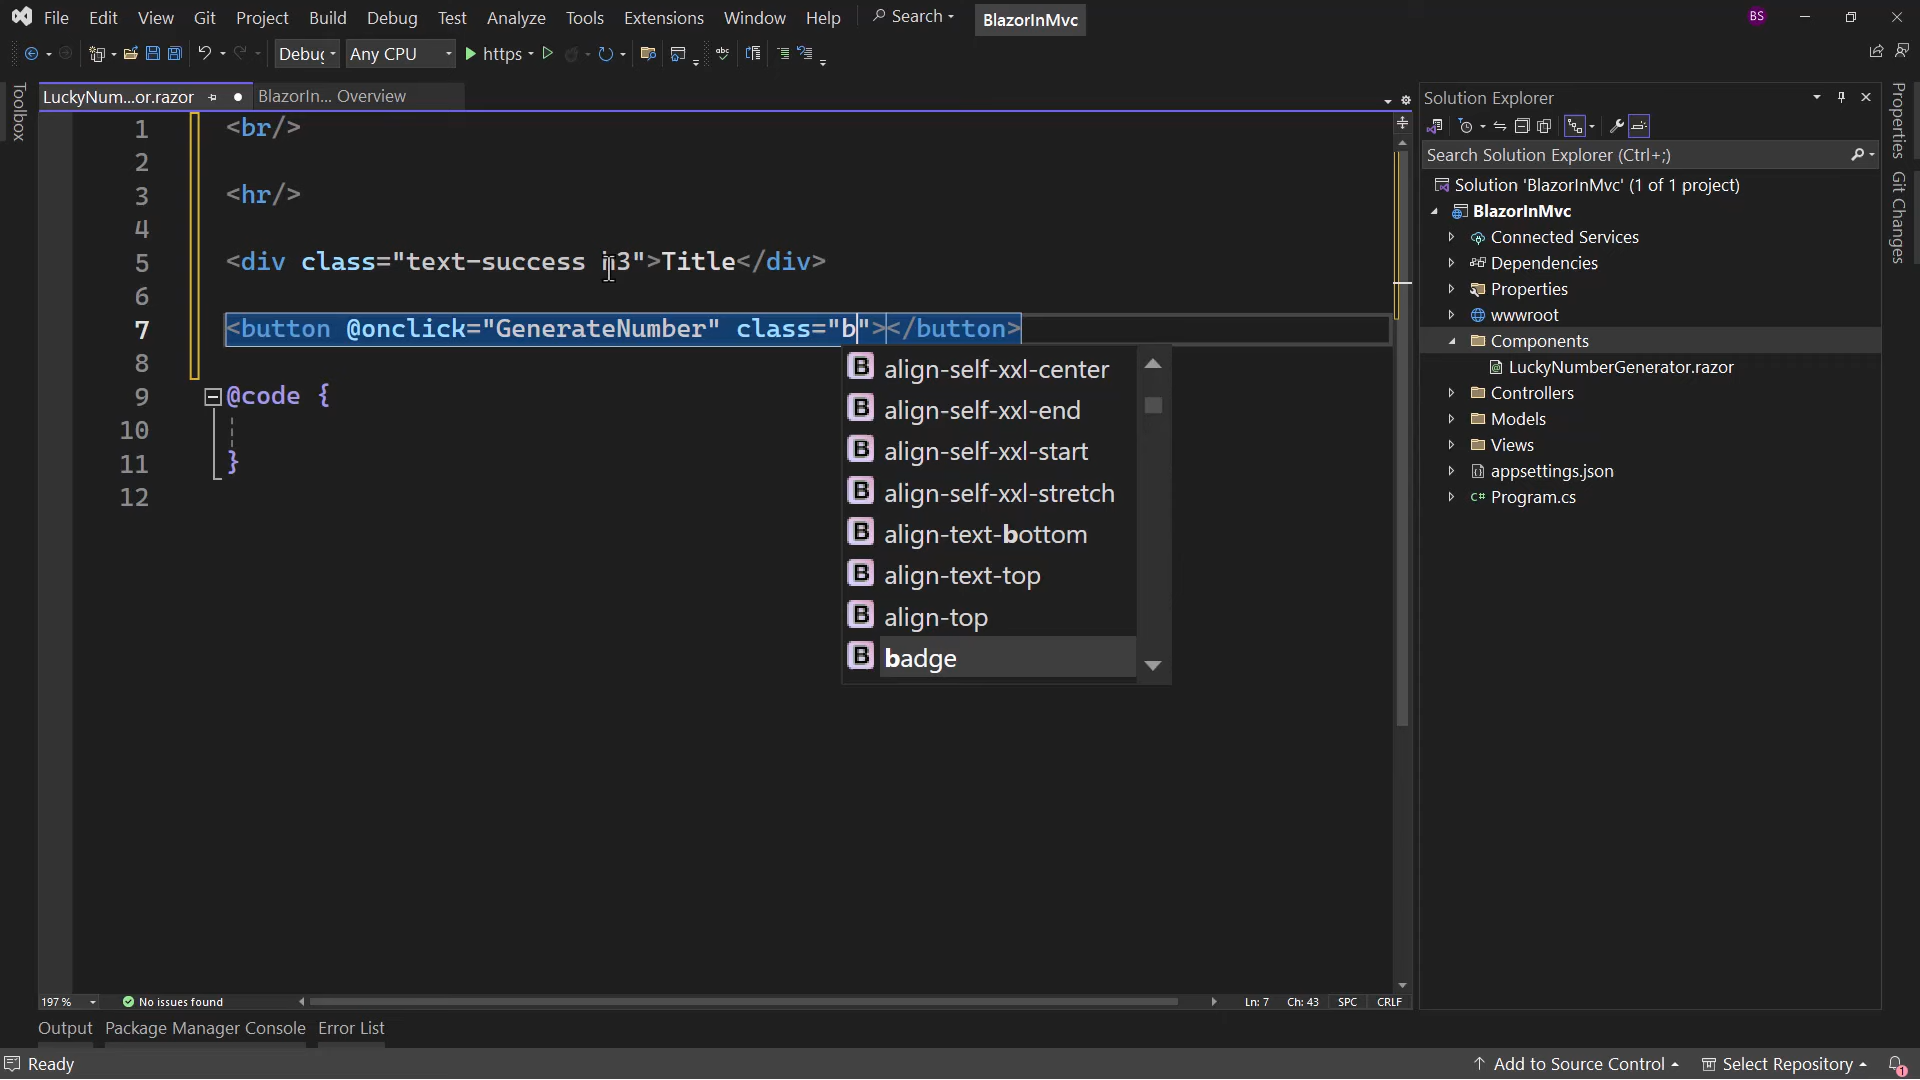 File Edit View Git Project Build Debug Test Analyze Tools Extensions Window Help Search BlazorInMvc BS
Debug Any CPU https
LuckyNum...or.razor BlazorIn... Overview
Toolbox
1 <br/>
2
3 <hr/>
4
5 <div class="text-success h3">Title</div>
6
7 <button @onclick="GenerateNumber" class="b"></button>
8
9 @code {
10
11 }
12
align-self-xxl-center
align-self-xxl-end
align-self-xxl-start
align-self-xxl-stretch
align-text-bottom
align-text-top
align-top
badge
Solution Explorer
Search Solution Explorer (Ctrl+;)
Solution 'BlazorInMvc' (1 of 1 project)
BlazorInMvc
Connected Services
Dependencies
Properties
wwwroot
Components
LuckyNumberGenerator.razor
Controllers
Models
Views
appsettings.json
Program.cs
Properties
Git Changes
197 % No issues found Ln: 7 Ch: 43 SPC CRLF
Output Package Manager Console Error List
Ready Add to Source Control Select Repository 1